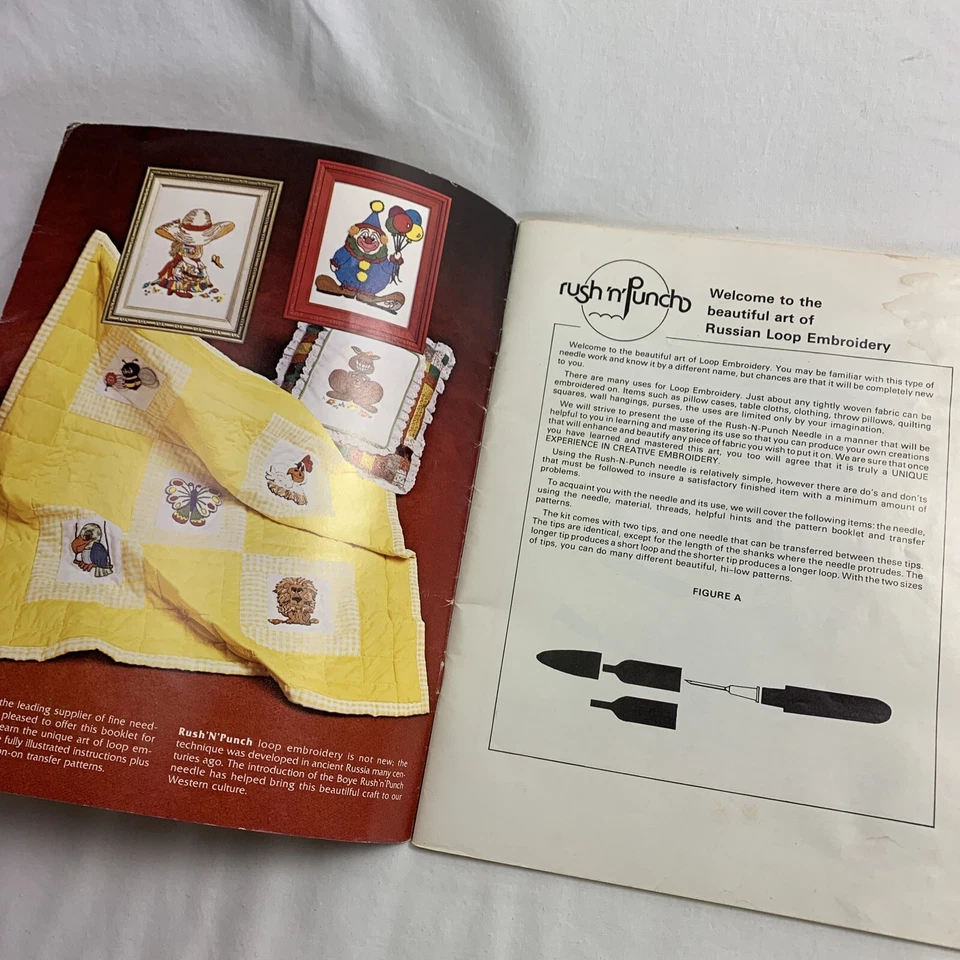 the leading supplier of fine need-
pleased to offer this booklet for
earn the unique art of loop em-
fully illustrated instructions plus
n-on transfer patterns.
Rush'N'Punch loop embroidery is not new; the
technique was developed in ancient Russia many cen-
turies ago. The introduction of the Boye Rush'n'Punch
needle has helped bring this beautilful craft to our
Western culture.
rush 'n' Punch
Welcome to the
beautiful art of
Russian Loop Embroidery
Welcome to the beautiful art of Loop Embroidery. You may be familiar with this type of
needle work and know it by a different name, but chances are that it will be completely new
to you.
There are many uses for Loop Embroidery. Just about any tightly woven fabric can be
embroidered on. Items such as pillow cases, table cloths, clothing, throw pillows, quilting
squares, wall hangings, purses, the uses are limited only by your imagination.
We will strive to present the use of the Rush-N-Punch Needle in a manner that will be
helpful to you in learning and mastering its use so that you can produce your own creations
that will enhance and beautify any piece of fabric you wish to put it on. We are sure that once
you have learned and mastered this art, you too will agree that it is truly a UNIQUE
EXPERIENCE IN CREATIVE EMBROIDERY.
Using the Rush-N-Punch needle is relatively simple, however there are do's and don'ts
that must be followed to insure a satisfactory finished item with a minimum amount of
problems.
To acquaint you with the needle and its use, we will cover the following items: the needle,
using the needle, material, threads, helpful hints and the pattern booklet and transfer
patterns.
The kit comes with two tips, and one needle that can be transferred between these tips.
The tips are identical, except for the length of the shanks where the needle protrudes. The
longer tip produces a short loop and the shorter tip produces a longer loop. With the two sizes
of tips, you can do many different beautiful, hi-low patterns.
FIGURE A